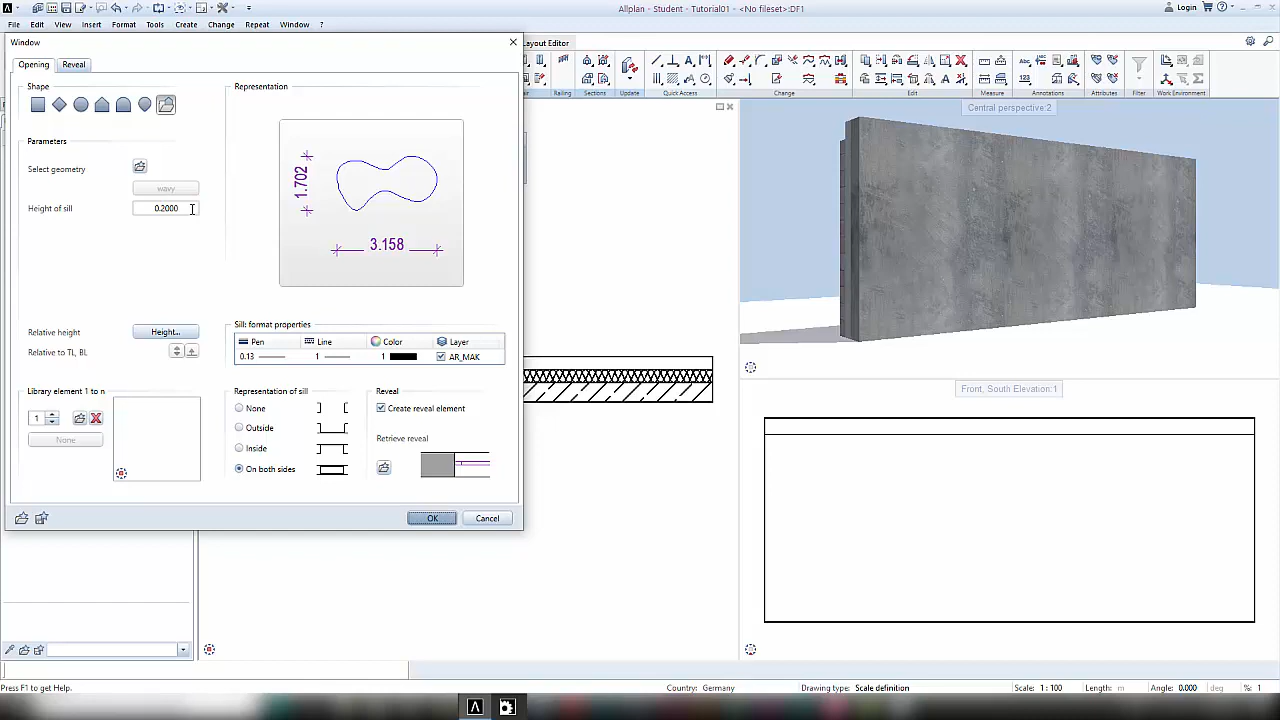 Allplan - Student - Tutorial01 - <No fileset>:DF1
Login
File Edit View Insert Format Tools Create Change Repeat Window ?
Layout Editor
Railing Sections Update Quick Access Change Edit Measure Annotations Attributes Filter Work Environment
Window
Opening Reveal
Shape
Representation
Parameters
Select geometry
wavy
Height of sill 0.2000
1.702
3.158
Relative height Height...
Relative to TL, BL
Sill: format properties
Pen Line Color Layer
0.13 1 1 AR_MAK
Library element 1 to n
1
None
Representation of sill
None
Outside
Inside
On both sides
Reveal
Create reveal element
Retrieve reveal
OK Cancel
Central perspective:2
Front, South Elevation:1
Press F1 to get Help.
Country: Germany Drawing type: Scale definition Scale: 1 : 100 Length: m Angle: 0.000 deg %: 1